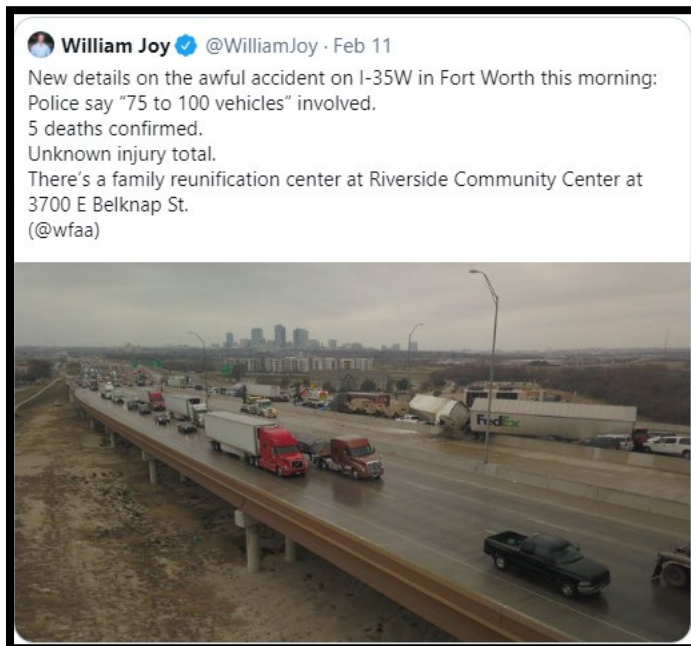 William Joy @WilliamJoy · Feb 11
New details on the awful accident on I-35W in Fort Worth this morning:
Police say “75 to 100 vehicles” involved.
5 deaths confirmed.
Unknown injury total.
There’s a family reunification center at Riverside Community Center at
3700 E Belknap St.
(@wfaa)
FedEx